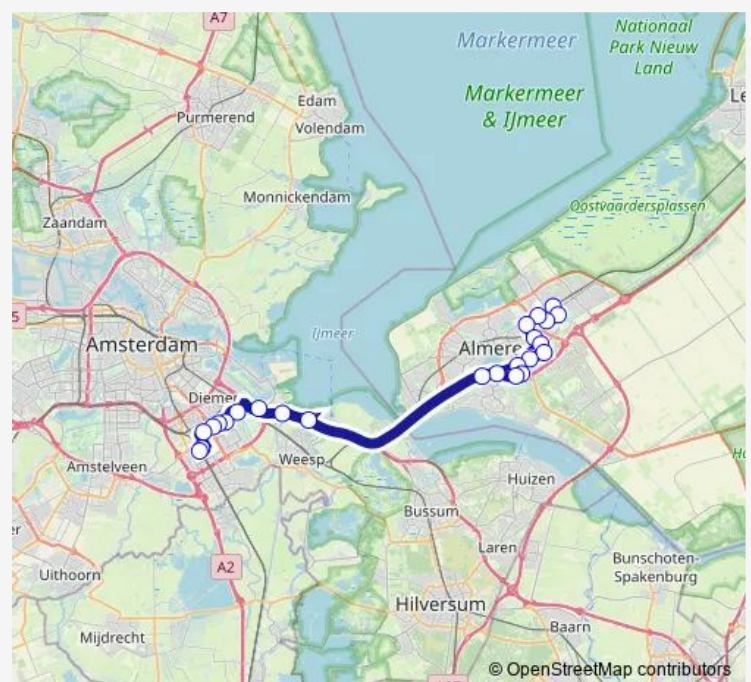 A7
Markermeer
Nationaal
Park Nieuw
Land
Markermeer
& IJmeer
Edam
Purmerend
Volendam
Monnickendam
Oostvaardersplassen
Zaandam
5
IJmeer
Amsterdam
Almere
Diemen
Amstelveen
Weesp
Huizen
Bussum
Laren
A2
Uithoorn
Bunschoten-
Spakenburg
Hilversum
Baarn
Mijdrecht
© OpenStreetMap contributors